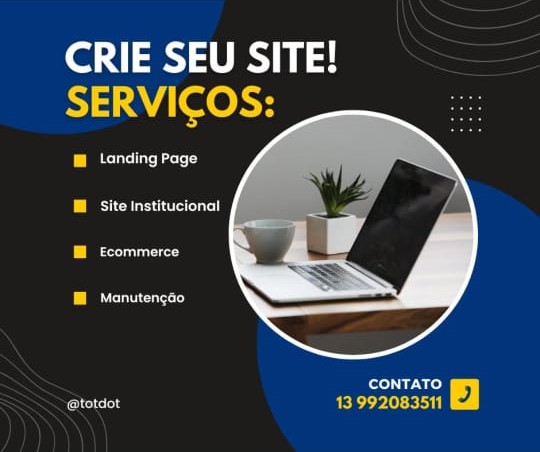 CRIE SEU SITE!
SERVIÇOS:
Landing Page
Site Institucional
Ecommerce
Manutenção
CONTATO
13 992083511
@totdot